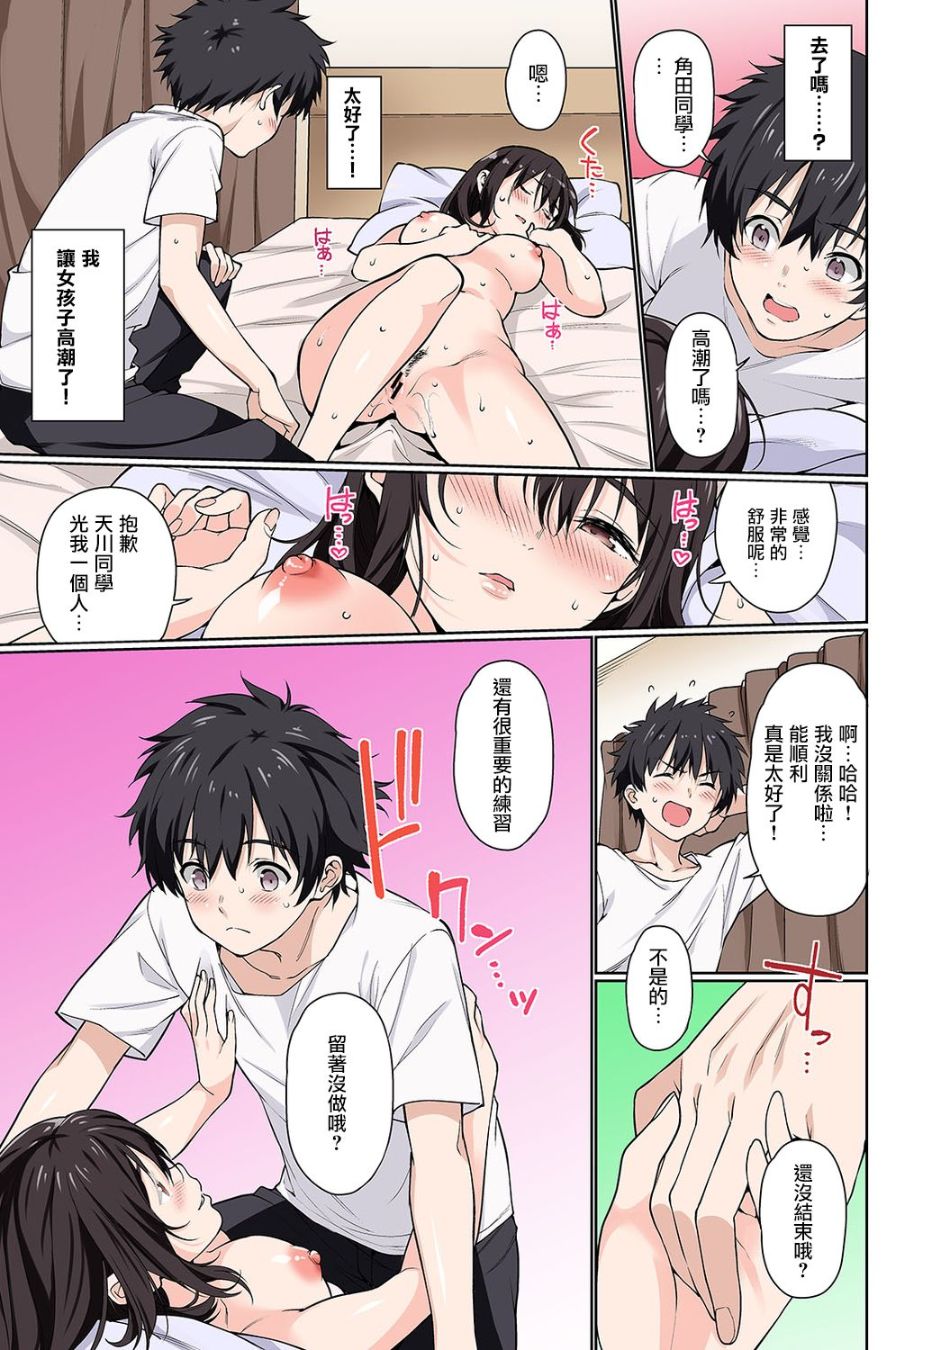 去了嗎……?
角田同學…
…
高潮了嗎…?
嗯…
くた…
太好了…!
はぁ…
はぁ…
我
讓女孩子高潮了!
感覺…
非常的
舒服呢…
はっ…♡
はっ…♡
抱歉
天川同學
光我一個人…
啊…哈哈!
我沒關係啦…
能順利
真是太好了!
不是的…
すっ…
還沒結束哦?
還有很重要的練習
ドクン…ッ
留著沒做哦?